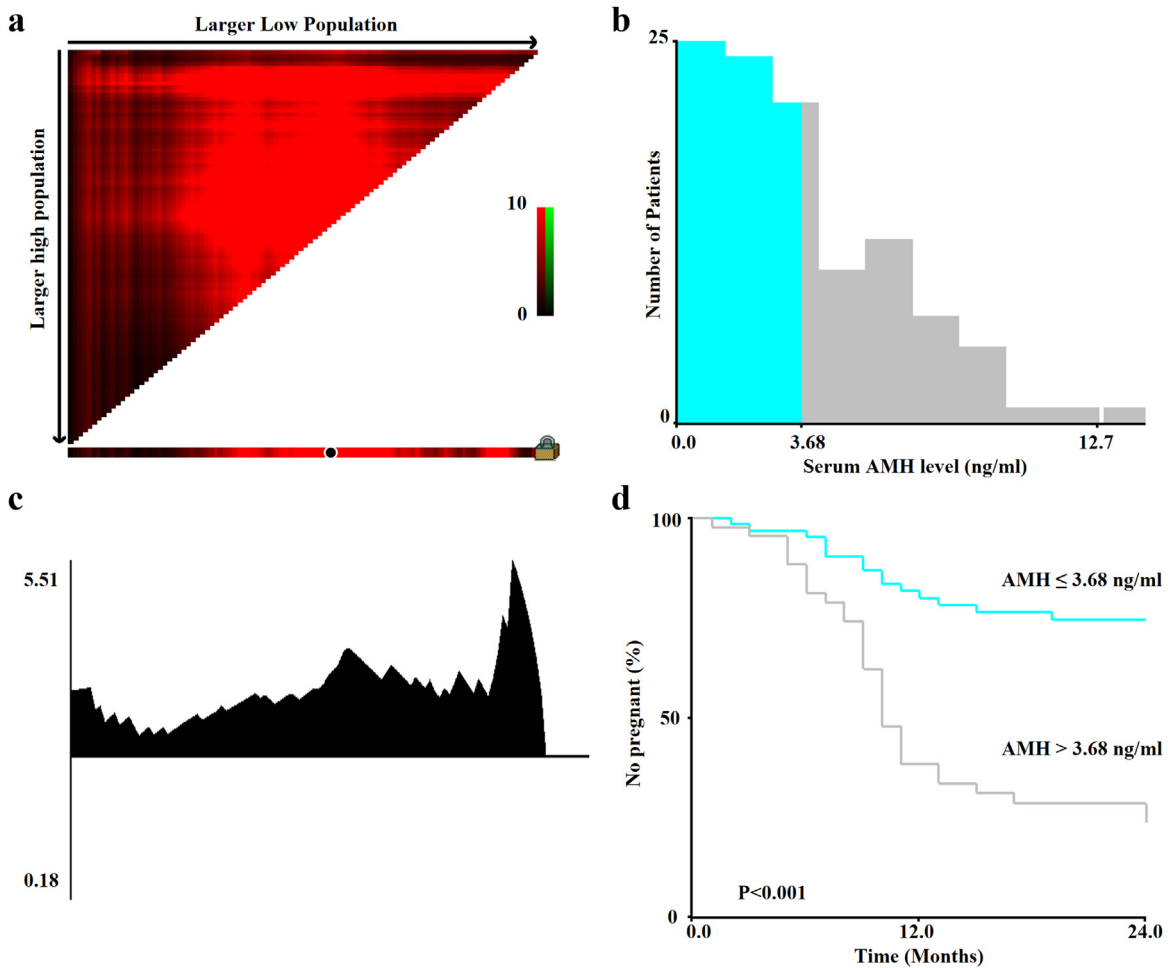 a
Larger Low Population
Larger high population
10
0
b
25
Number of Patients
0
0.0
3.68
12.7
Serum AMH level (ng/ml)
c
5.51
0.18
d
100
No pregnant (%)
50
0
AMH ≤ 3.68 ng/ml
AMH > 3.68 ng/ml
P<0.001
0.0
12.0
24.0
Time (Months)